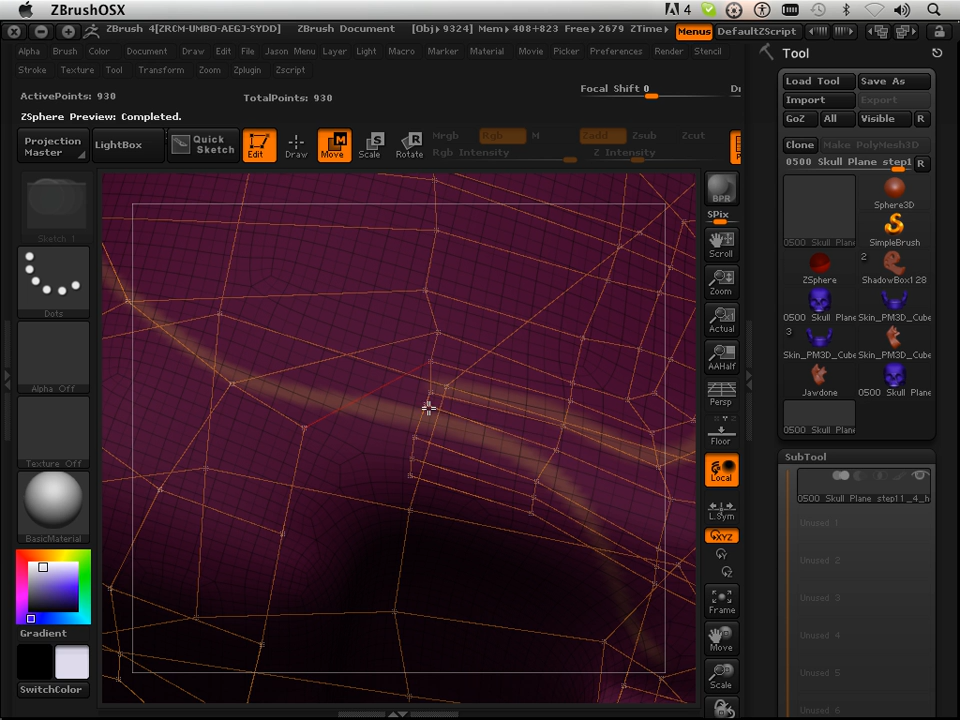 ZBrushOSX
4
ZBrush 4[ZRCM-UMBO-AEGJ-SYDD]
ZBrush Document
[Obj▸9324] Mem▸408+823 Free▸2679 ZTime▸
Menus
DefaultZScript
Alpha Brush Color Document Draw Edit File Jason Menu Layer Light Macro Marker Material Movie Picker Preferences Render Stencil
Stroke Texture Tool Transform Zoom Zplugin Zscript
ActivePoints: 930
TotalPoints: 930
Focal Shift 0
ZSphere Preview: Completed.
Projection Master
LightBox
Quick Sketch
Edit
Draw
Move
Scale
Rotate
Mrgb Rgb M
Rgb Intensity
Zadd Zsub Zcut
Z Intensity
Sketch 1
Dots
Alpha Off
Texture Off
BasicMaterial
Gradient
SwitchColor
BPR
SPix
Scroll
Zoom
Actual
AAHalf
Persp
Floor
Local
L.Sym
XYZ
Y
Z
Frame
Move
Scale
Tool
Load Tool Save As
Import Export
GoZ All Visible R
Clone Make PolyMesh3D
0500 Skull Plane step1 R
0500 Skull Plane
Sphere3D
SimpleBrush
ZSphere
2
ShadowBox128
0500 Skull Plane
Skin_PM3D_Cube
3
Skin_PM3D_Cube
Skin_PM3D_Cube
Jawdone
0500 Skull Plane
SubTool
0500 Skull Plane step11_4_h
Unused 1
Unused 2
Unused 3
Unused 4
Unused 5
Unused 6